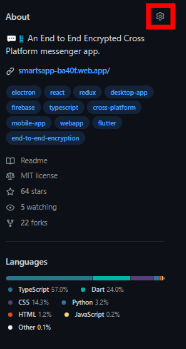 About
An End to End Encrypted Cross
Platform messenger app.
smartsapp-ba40f.web.app/
electron react redux desktop-app
firebase typescript cross-platform
mobile-app webapp flutter
end-to-end-encryption
Readme
MIT license
64 stars
5 watching
22 forks
Languages
TypeScript 57.0% Dart 24.0%
CSS 14.3% Python 3.2%
HTML 1.2% JavaScript 0.2%
Other 0.1%